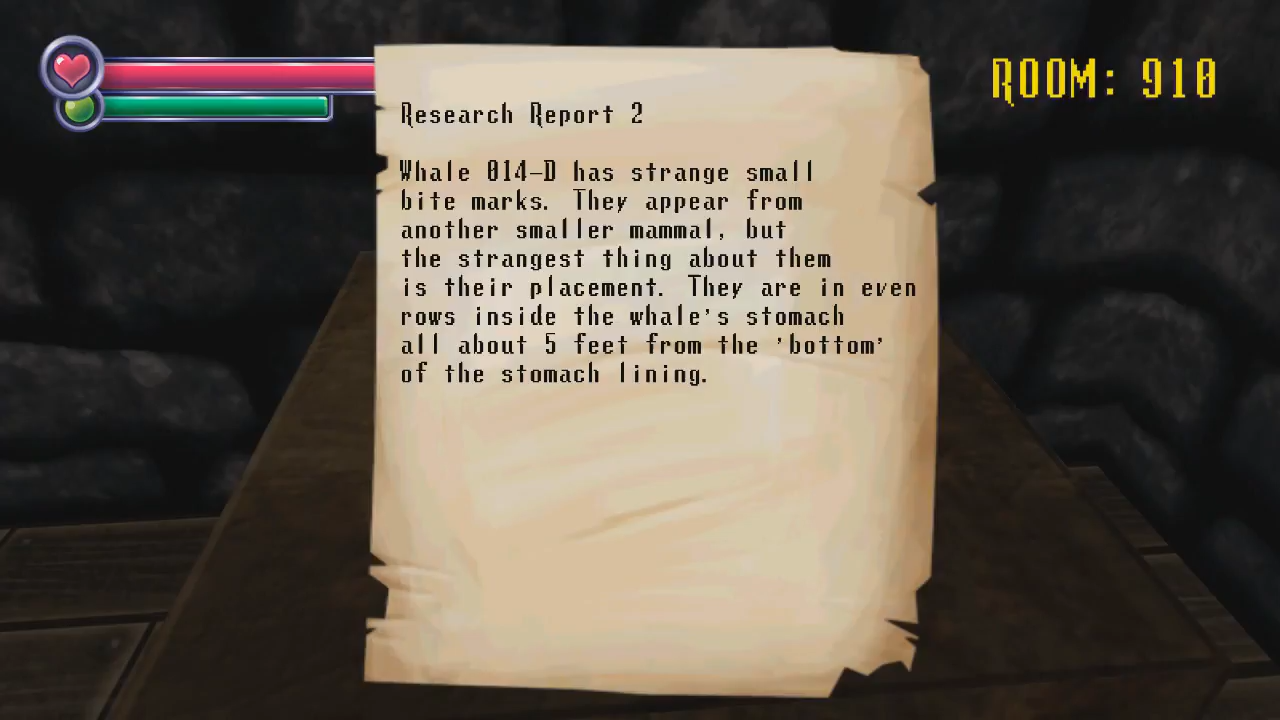 ROOM: 910
Research Report 2
Whale 014-D has strange small
bite marks. They appear from
another smaller mammal, but
the strangest thing about them
is their placement. They are in even
rows inside the whale's stomach
all about 5 feet from the 'bottom'
of the stomach lining.